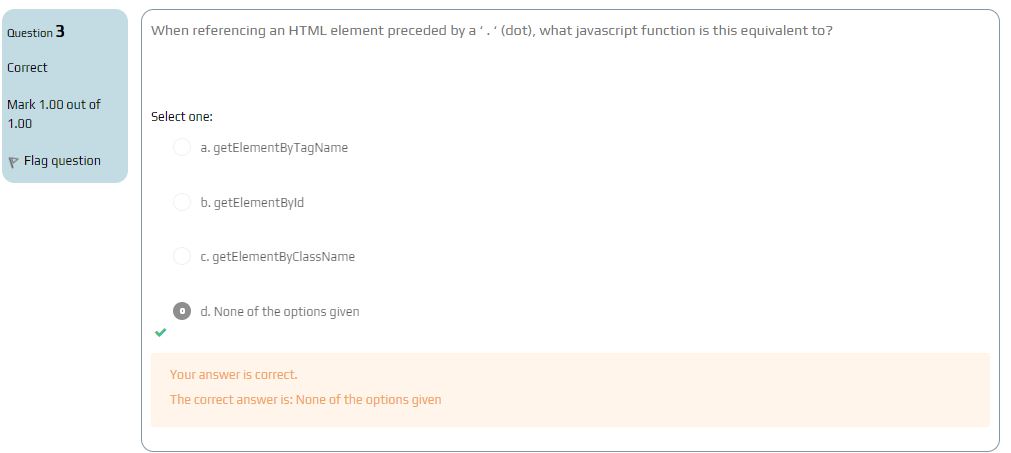 Question 3
Correct
Mark 1.00 out of
1.00
Flag question
When referencing an HTML element preceded by a ' . ' (dot), what javascript function is this equivalent to?
Select one:
a. getElementByTagName
b. getElementById
c. getElementByClassName
d. None of the options given
Your answer is correct.
The correct answer is: None of the options given